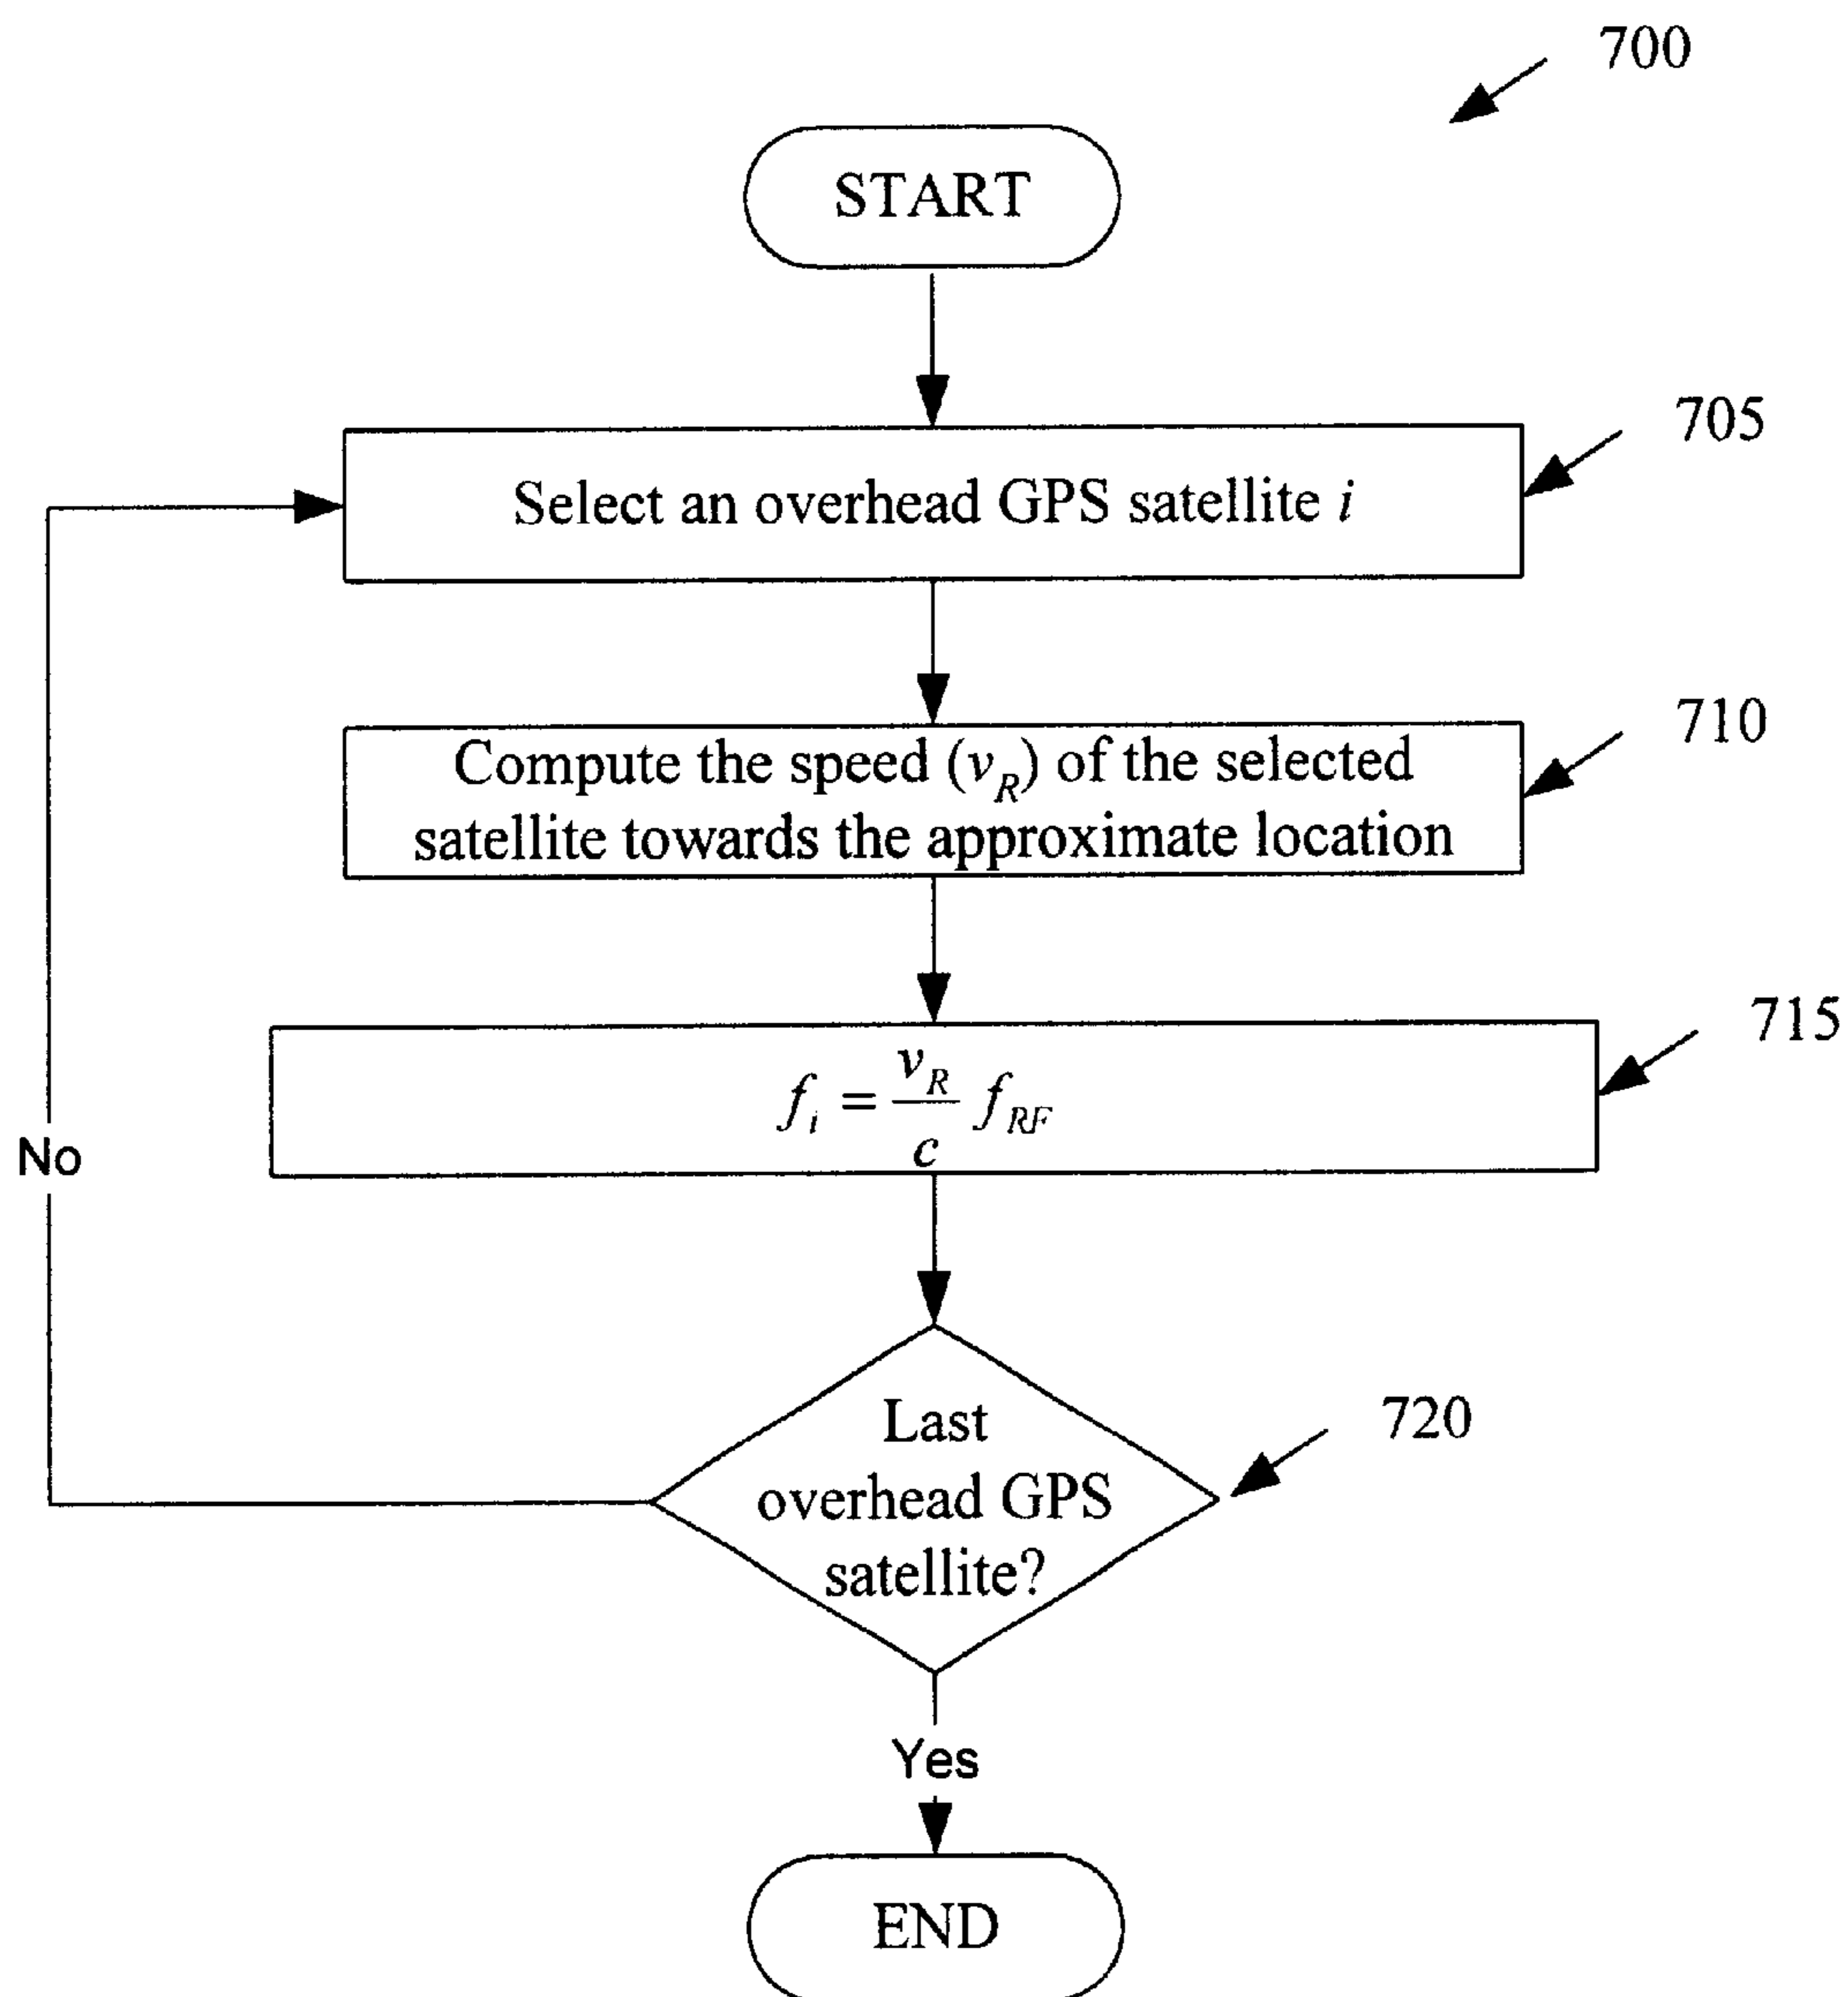 700
START
705
Select an overhead GPS satellite i
710
Compute the speed (v_R) of the selected
satellite towards the approximate location
715
f_i = v_R / c f_RF
No
720
Last
overhead GPS
satellite?
Yes
END